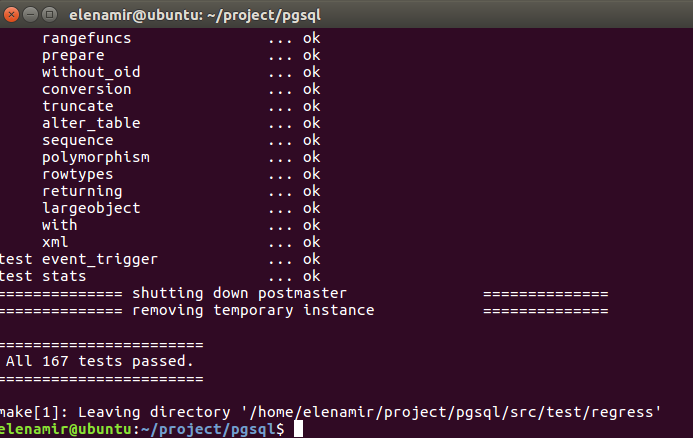 elenamir@ubuntu: ~/project/pgsql
rangefuncs ... ok
prepare ... ok
without_oid ... ok
conversion ... ok
truncate ... ok
alter_table ... ok
sequence ... ok
polymorphism ... ok
rowtypes ... ok
returning ... ok
largeobject ... ok
with ... ok
xml ... ok
test event_trigger ... ok
test stats ... ok
============== shutting down postmaster ==============
============== removing temporary instance ==============
=======================
All 167 tests passed.
=======================
make[1]: Leaving directory '/home/elenamir/project/pgsql/src/test/regress'
elenamir@ubuntu:~/project/pgsql$